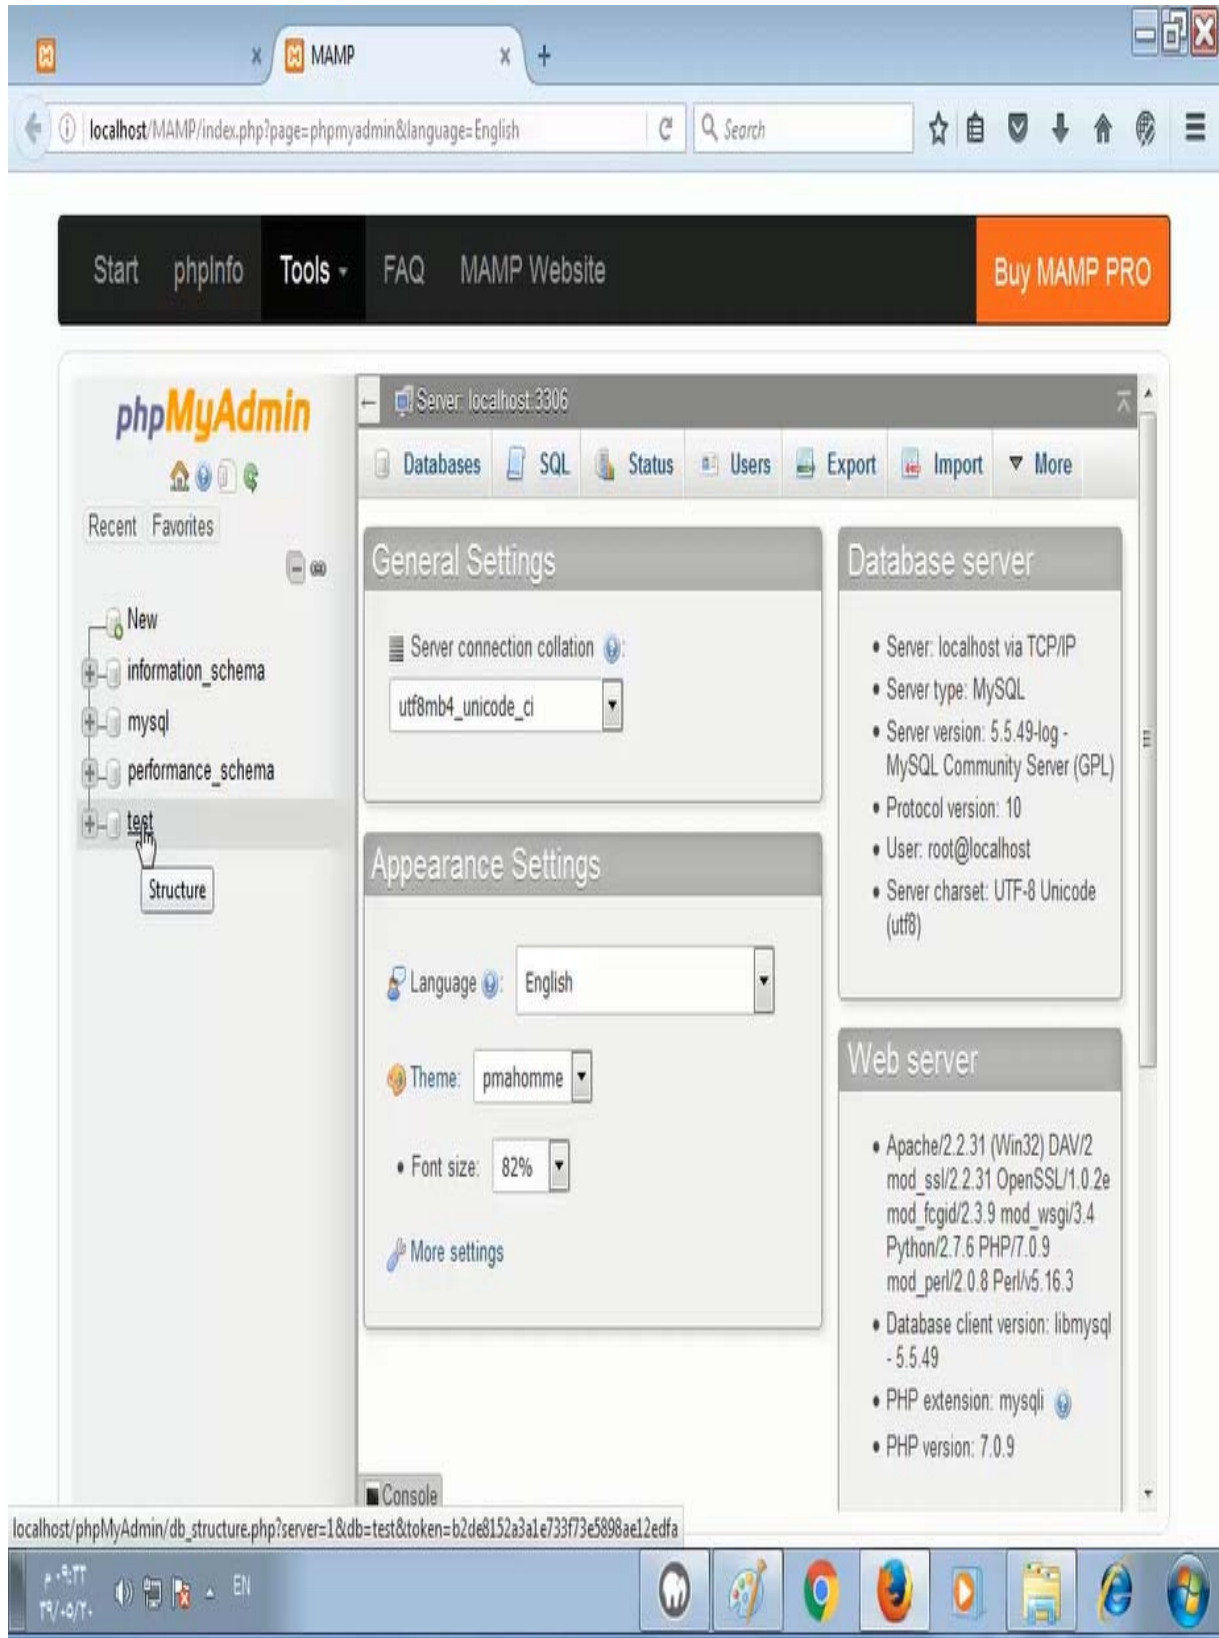 MAMP
localhost/MAMP/index.php?page=phpmyadmin&language=English
Search
Start phpInfo Tools FAQ MAMP Website Buy MAMP PRO
phpMyAdmin
Recent Favorites
New
information_schema
mysql
performance_schema
test
Structure
Server: localhost:3306
Databases SQL Status Users Export Import More
General Settings
Server connection collation :
utf8mb4_unicode_ci
Appearance Settings
Language : English
Theme: pmahomme
Font size: 82%
More settings
Database server
Server: localhost via TCP/IP
Server type: MySQL
Server version: 5.5.49-log -
MySQL Community Server (GPL)
Protocol version: 10
User: root@localhost
Server charset: UTF-8 Unicode
(utf8)
Web server
Apache/2.2.31 (Win32) DAV/2
mod_ssl/2.2.31 OpenSSL/1.0.2e
mod_fcgid/2.3.9 mod_wsgi/3.4
Python/2.7.6 PHP/7.0.9
mod_perl/2.0.8 Perl/v5.16.3
Database client version: libmysql
- 5.5.49
PHP extension: mysqli
PHP version: 7.0.9
Console
localhost/phpMyAdmin/db_structure.php?server=1&db=test&token=b2de8152a3a1e733f73e5898ae12edfa
EN